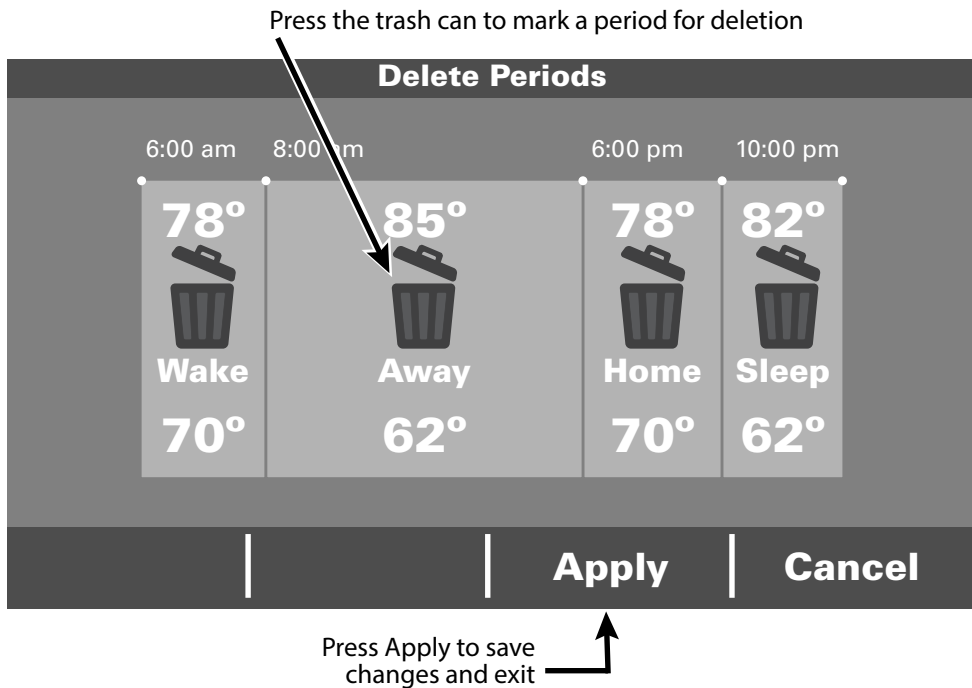 Press the trash can to mark a period for deletion
Delete Periods
6:00 am 8:00 am 6:00 pm 10:00 pm
78º 85º 78º 82º
Wake Away Home Sleep
70º 62º 70º 62º
Apply Cancel
Press Apply to save
changes and exit